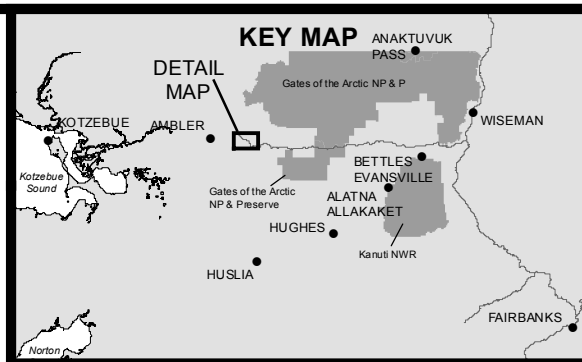 KEY MAP
ANAKTUVUK
PASS
DETAIL
MAP
Gates of the Arctic NP & P
KOTZEBUE
AMBLER
WISEMAN
Kotzebue
Sound
BETTLES
EVANSVILLE
Gates of the Arctic
NP & Preserve
ALATNA
ALLAKAKET
HUGHES
Kanuti NWR
HUSLIA
FAIRBANKS
Norton